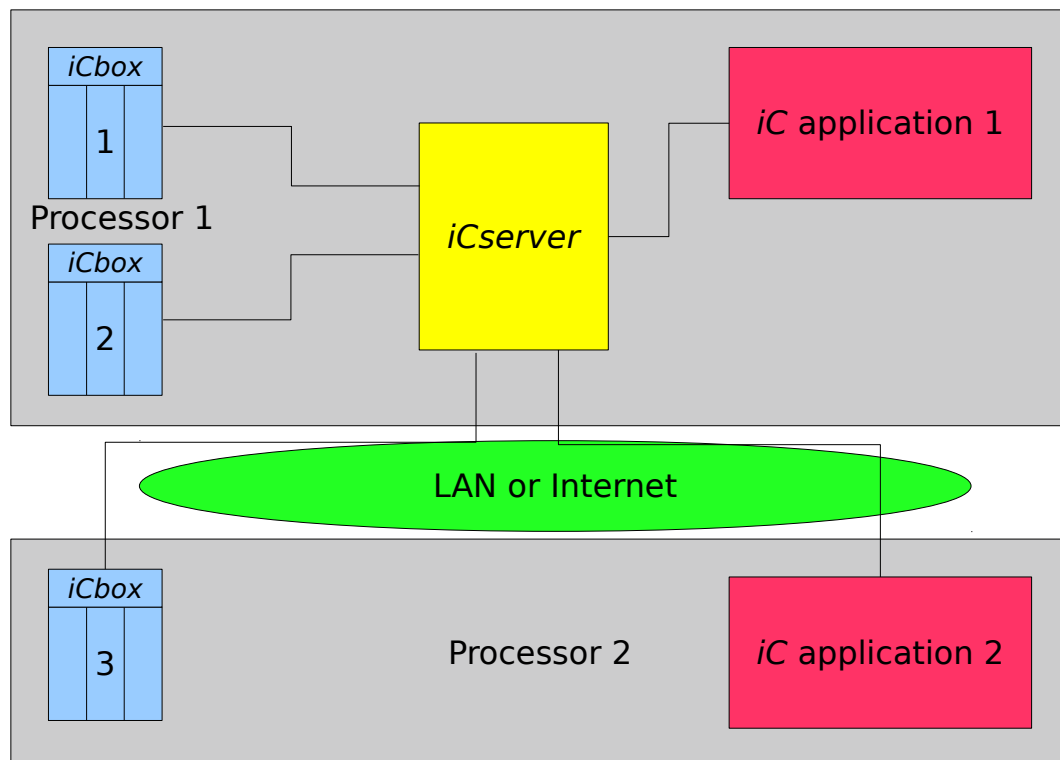 iCbox
1
iC application 1
Processor 1
iCserver
iCbox
2
LAN or Internet
iCbox
3
Processor 2
iC application 2